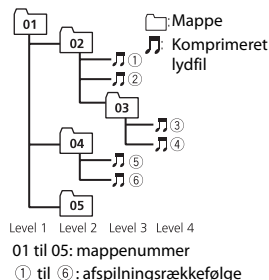 01
:Mappe
02
: Komprimeret
lydfil
①
②
03
③
04
④
⑤
⑥
05
Level 1 Level 2 Level 3 Level 4
01 til 05: mappenummer
① til ⑥: afspilningsrækkefølge